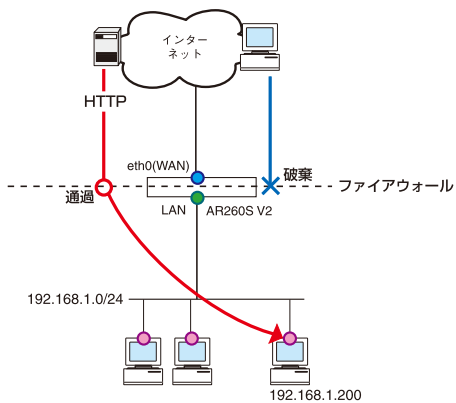 インター
ネット
HTTP
eth0(WAN)
破棄
ファイアウォール
通過
LAN
AR260S V2
192.168.1.0/24
192.168.1.200